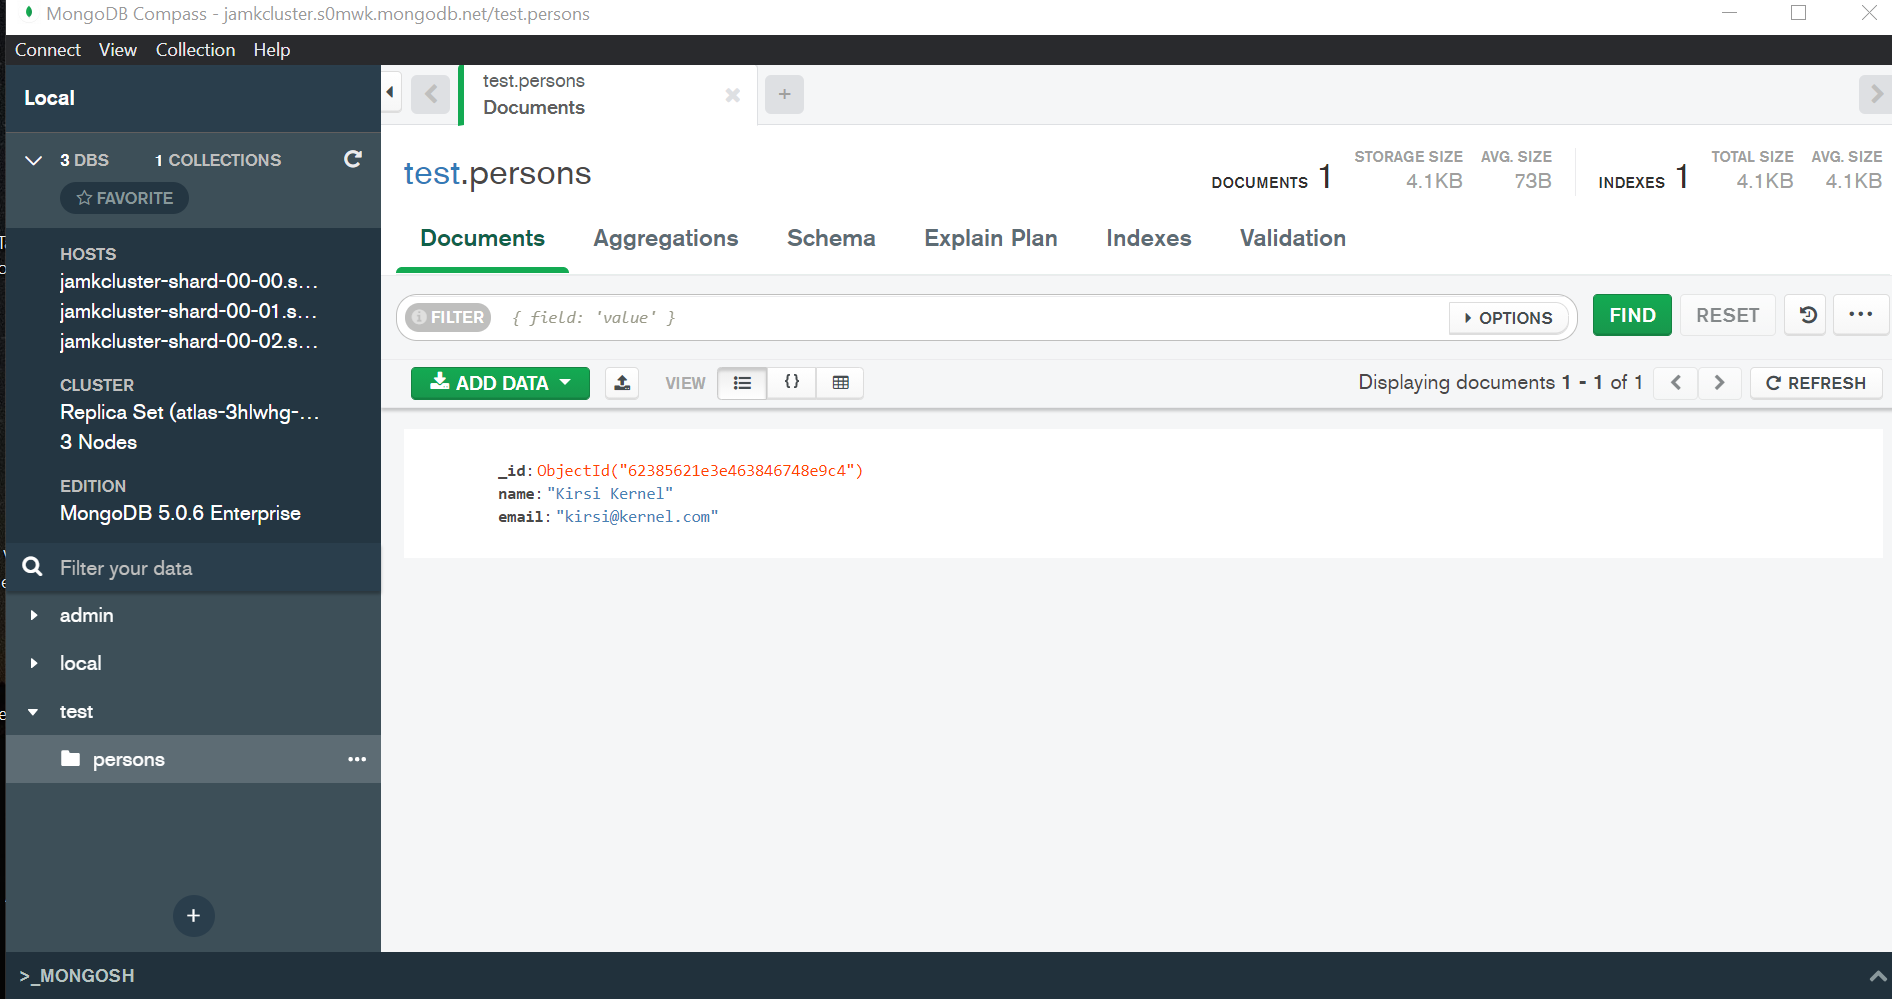 MongoDB Compass - jamkcluster.s0mwk.mongodb.net/test.persons
Connect View Collection Help
Local
3 DBS 1 COLLECTIONS
FAVORITE
HOSTS
jamkcluster-shard-00-00.s...
jamkcluster-shard-00-01.s...
jamkcluster-shard-00-02.s...
CLUSTER
Replica Set (atlas-3hlwhg-...
3 Nodes
EDITION
MongoDB 5.0.6 Enterprise
Filter your data
admin
local
test
persons
test.persons
Documents
test.persons
DOCUMENTS 1
STORAGE SIZE
4.1KB
AVG. SIZE
73B
INDEXES 1
TOTAL SIZE
4.1KB
AVG. SIZE
4.1KB
Documents Aggregations Schema Explain Plan Indexes Validation
FILTER { field: 'value' } OPTIONS FIND RESET
ADD DATA VIEW {} Displaying documents 1 - 1 of 1 REFRESH
_id: ObjectId("62385621e3e463846748e9c4")
name: "Kirsi Kernel"
email: "kirsi@kernel.com"
>_MONGOSH